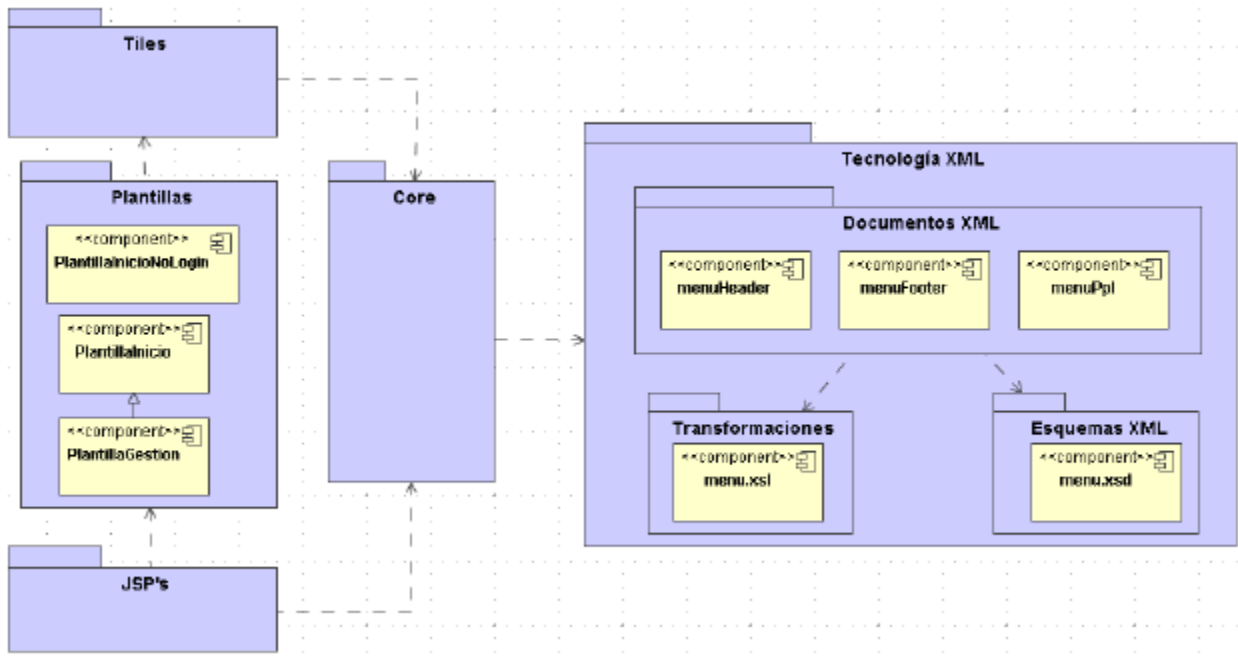 Tiles
Plantillas
<<component>>
PlantillaInicioNoLogin
<<component>>
PlantillaInicio
<<component>>
PlantillaGestion
JSP's
Core
Tecnología XML
Documentos XML
<<component>>
menuHeader
<<component>>
menuFooter
<<component>>
menuPpl
Transformaciones
<<component>>
menu.xsl
Esquemas XML
<<component>>
menu.xsd